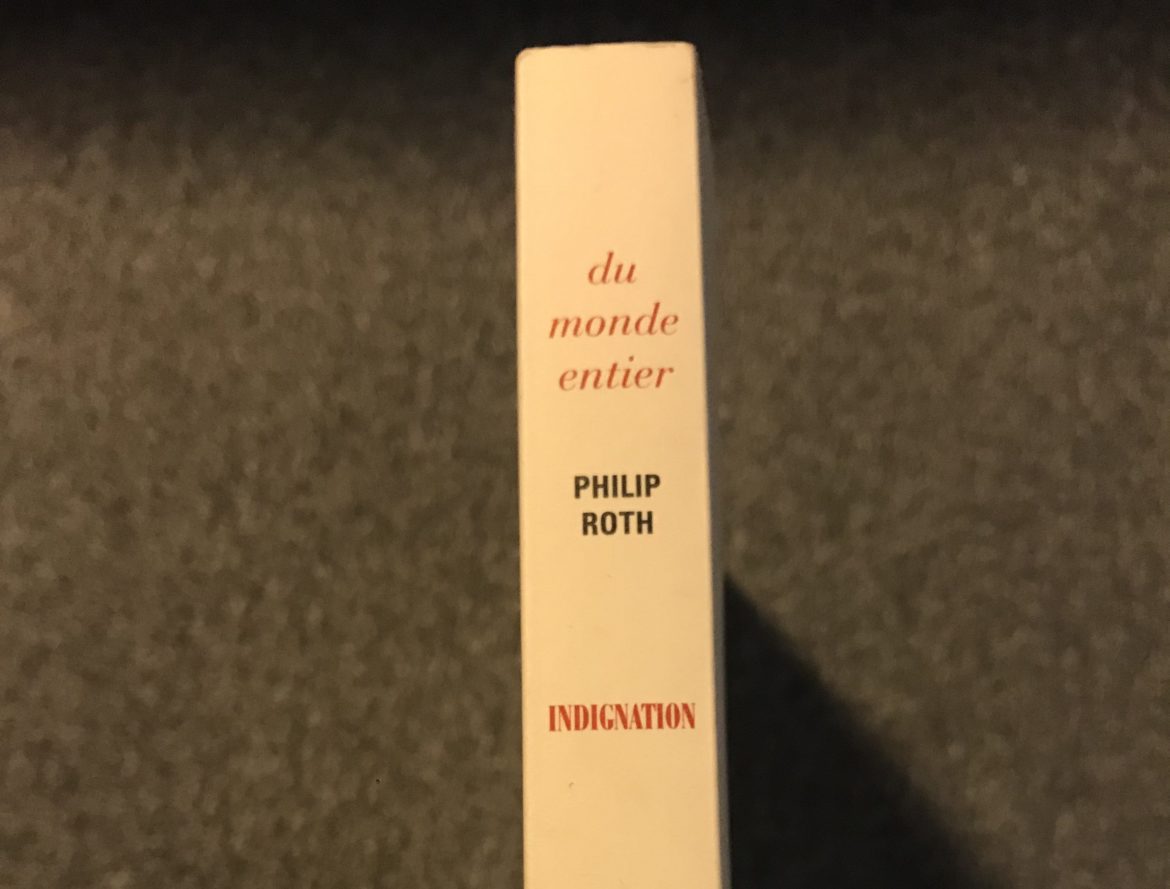 du
monde
entier
PHILIP
ROTH
INDIGNATION